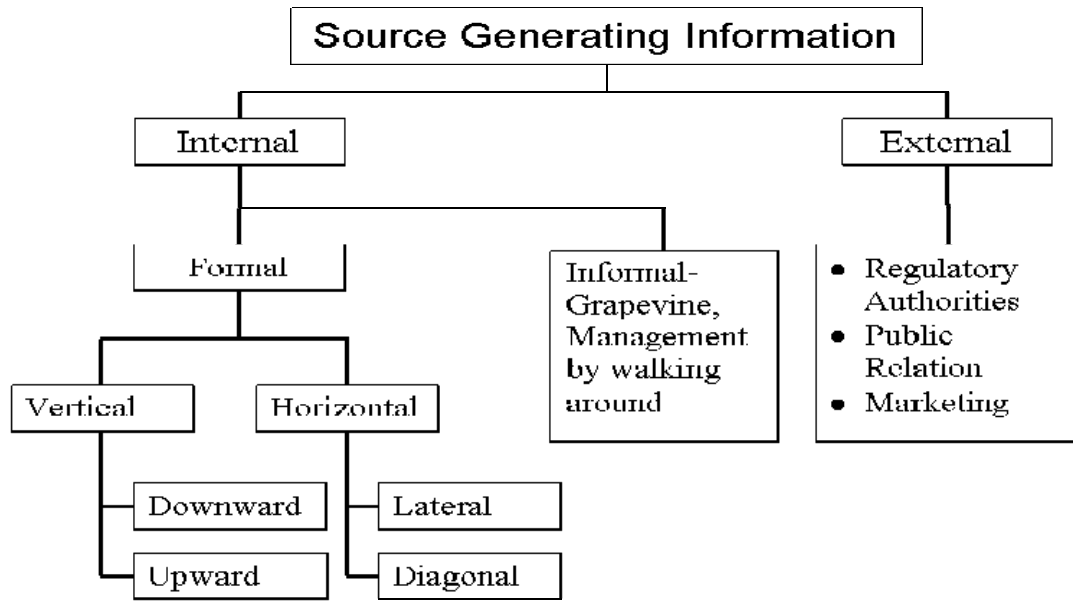 Source Generating Information
Internal
External
Formal
Informal-
Grapevine,
Management
by walking
around
• Regulatory
Authorities
• Public
Relation
• Marketing
Vertical
Horizontal
Downward
Lateral
Upward
Diagonal